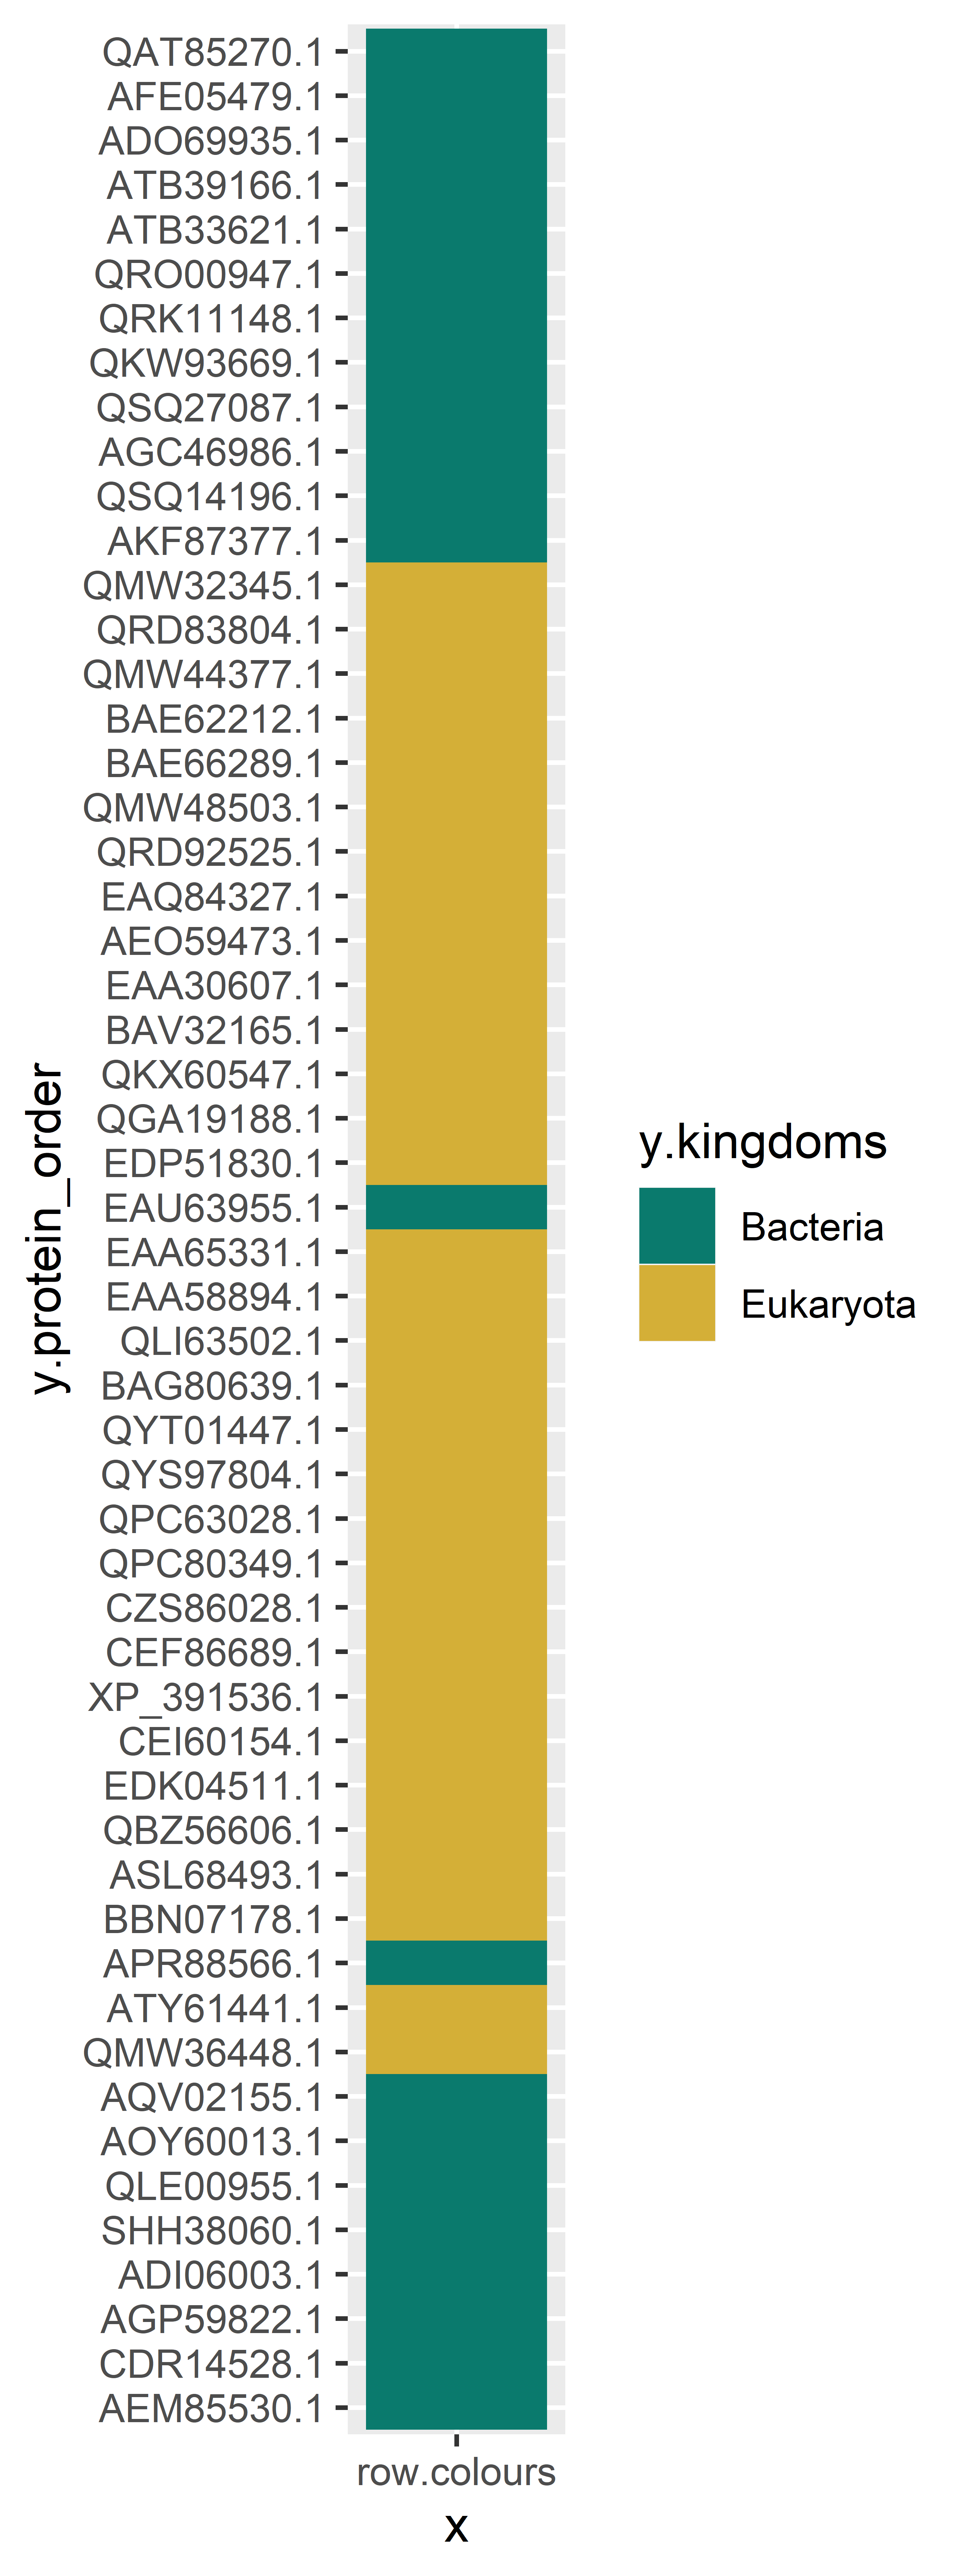 QAT85270.1
AFE05479.1
ADO69935.1
ATB39166.1
ATB33621.1
QRO00947.1
QRK11148.1
QKW93669.1
QSQ27087.1
AGC46986.1
QSQ14196.1
AKF87377.1
QMW32345.1
QRD83804.1
QMW44377.1
BAE62212.1
BAE66289.1
QMW48503.1
QRD92525.1
EAQ84327.1
AEO59473.1
EAA30607.1
BAV32165.1
QKX60547.1
QGA19188.1
EDP51830.1
EAU63955.1
EAA65331.1
EAA58894.1
QLI63502.1
BAG80639.1
QYT01447.1
QYS97804.1
QPC63028.1
QPC80349.1
CZS86028.1
CEF86689.1
XP_391536.1
CEI60154.1
EDK04511.1
QBZ56606.1
ASL68493.1
BBN07178.1
APR88566.1
ATY61441.1
QMW36448.1
AQV02155.1
AOY60013.1
QLE00955.1
SHH38060.1
ADI06003.1
AGP59822.1
CDR14528.1
AEM85530.1
y.protein_order
row.colours
x
y.kingdoms
Bacteria
Eukaryota